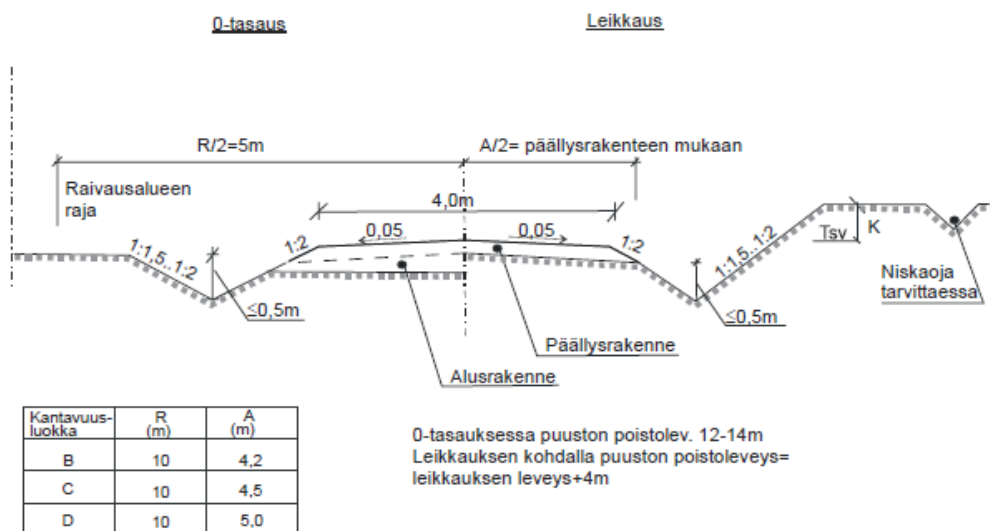 0-tasaus
Leikkaus
R/2=5m
A/2= päällysrakenteen mukaan
Raivausalueen
raja
4,0m
1:1,5..1:2
1:2
0,05
0,05
1:2
1:1,5..1:2
Tsv
K
≤0,5m
≤0,5m
Niskaoja
tarvittaessa
Päällysrakenne
Alusrakenne
Kantavuus-
luokka
R
(m)
A
(m)
B 10 4,2
C 10 4,5
D 10 5,0
0-tasauksessa puuston poistolev. 12-14m
Leikkauksen kohdalla puuston poistoleveys=
leikkauksen leveys+4m